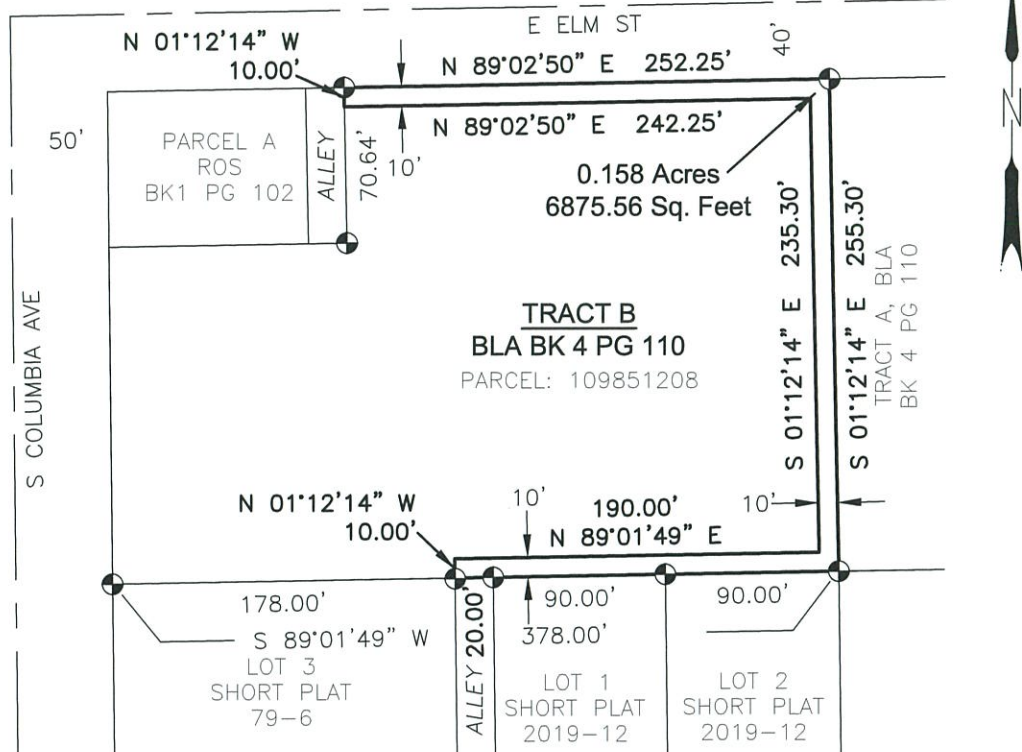 E ELM ST
40'
N 01°12'14" W
10.00'
N 89°02'50" E 252.25'
N 89°02'50" E 242.25'
10'
50'
PARCEL A
ROS
BK1 PG 102
ALLEY
70.64'
0.158 Acres
6875.56 Sq. Feet
N
S COLUMBIA AVE
TRACT B
BLA BK 4 PG 110
PARCEL: 109851208
S 01°12'14" E 235.30'
S 01°12'14" E 255.30'
TRACT A, BLA
BK 4 PG 110
N 01°12'14" W
10.00'
10'
190.00'
N 89°01'49" E
10'
178.00'
S 89°01'49" W
ALLEY 20.00'
90.00'
378.00'
90.00'
LOT 3
SHORT PLAT
79-6
LOT 1
SHORT PLAT
2019-12
LOT 2
SHORT PLAT
2019-12